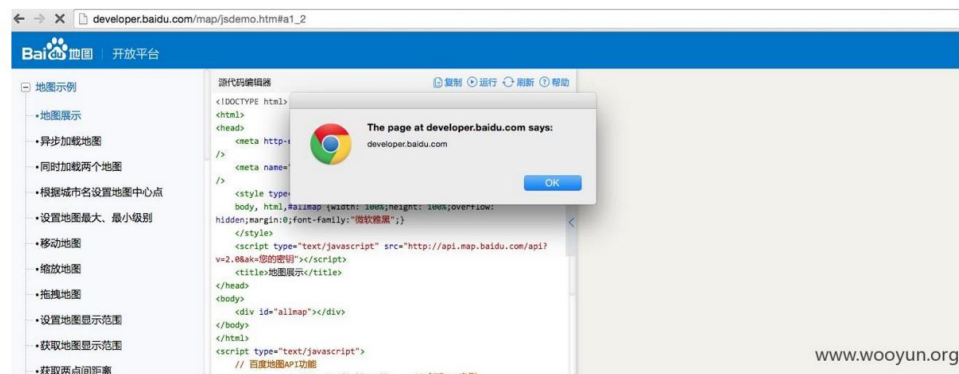 developer.baidu.com/map/jsdemo.htm#a1_2
Bai du 地图 | 开放平台
地图示例
•地图展示
•异步加载地图
•同时加载两个地图
•根据城市名设置地图中心点
•设置地图最大、最小级别
•移动地图
•缩放地图
•拖拽地图
•设置地图显示范围
•获取地图显示范围
•获取两点间距离
源代码编辑器 复制 运行 刷新 帮助
<!DOCTYPE html>
<html>
<head>
<meta http-e
/>
<meta name="
/>
<style type=
body, html,#allmap {width: 100%;height: 100%;overflow:
hidden;margin:0;font-family:"微软雅黑";}
</style>
<script type="text/javascript" src="http://api.map.baidu.com/api?
v=2.0&ak=您的密钥"></script>
<title>地图展示</title>
</head>
<body>
<div id="allmap"></div>
</body>
</html>
<script type="text/javascript">
// 百度地图API功能
The page at developer.baidu.com says:
developer.baidu.com
OK
www.wooyun.org